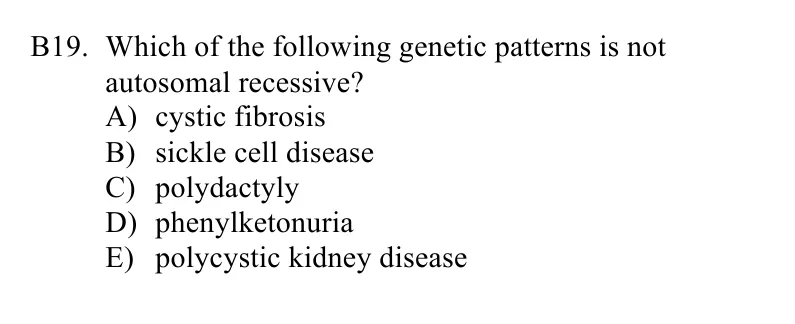 B19. Which of the following genetic patterns is not
autosomal recessive?
A) cystic fibrosis
B) sickle cell disease
C) polydactyly
D) phenylketonuria
E) polycystic kidney disease